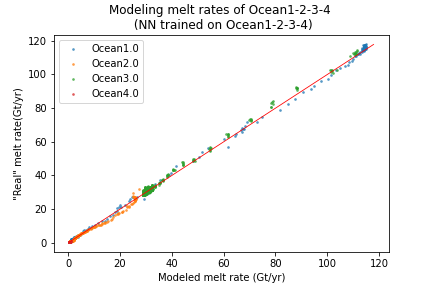 Modeling melt rates of Ocean1-2-3-4
(NN trained on Ocean1-2-3-4)
120
100
80
60
40
20
0
"Real" melt rate(Gt/yr)
Ocean1.0
Ocean2.0
Ocean3.0
Ocean4.0
0 20 40 60 80 100 120
Modeled melt rate (Gt/yr)